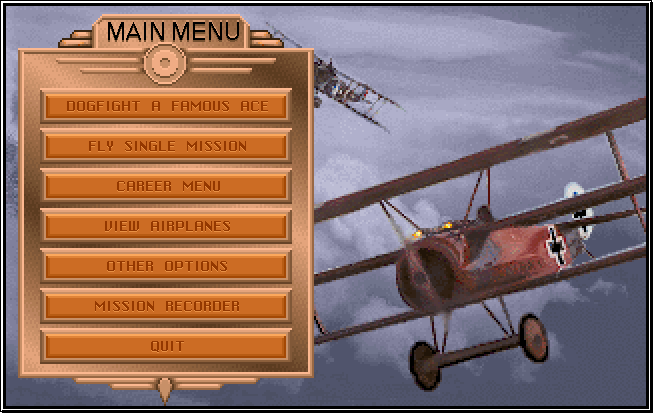 MAIN MENU
DOGFIGHT A FAMOUS ACE
FLY SINGLE MISSION
CAREER MENU
VIEW AIRPLANES
OTHER OPTIONS
MISSION RECORDER
QUIT